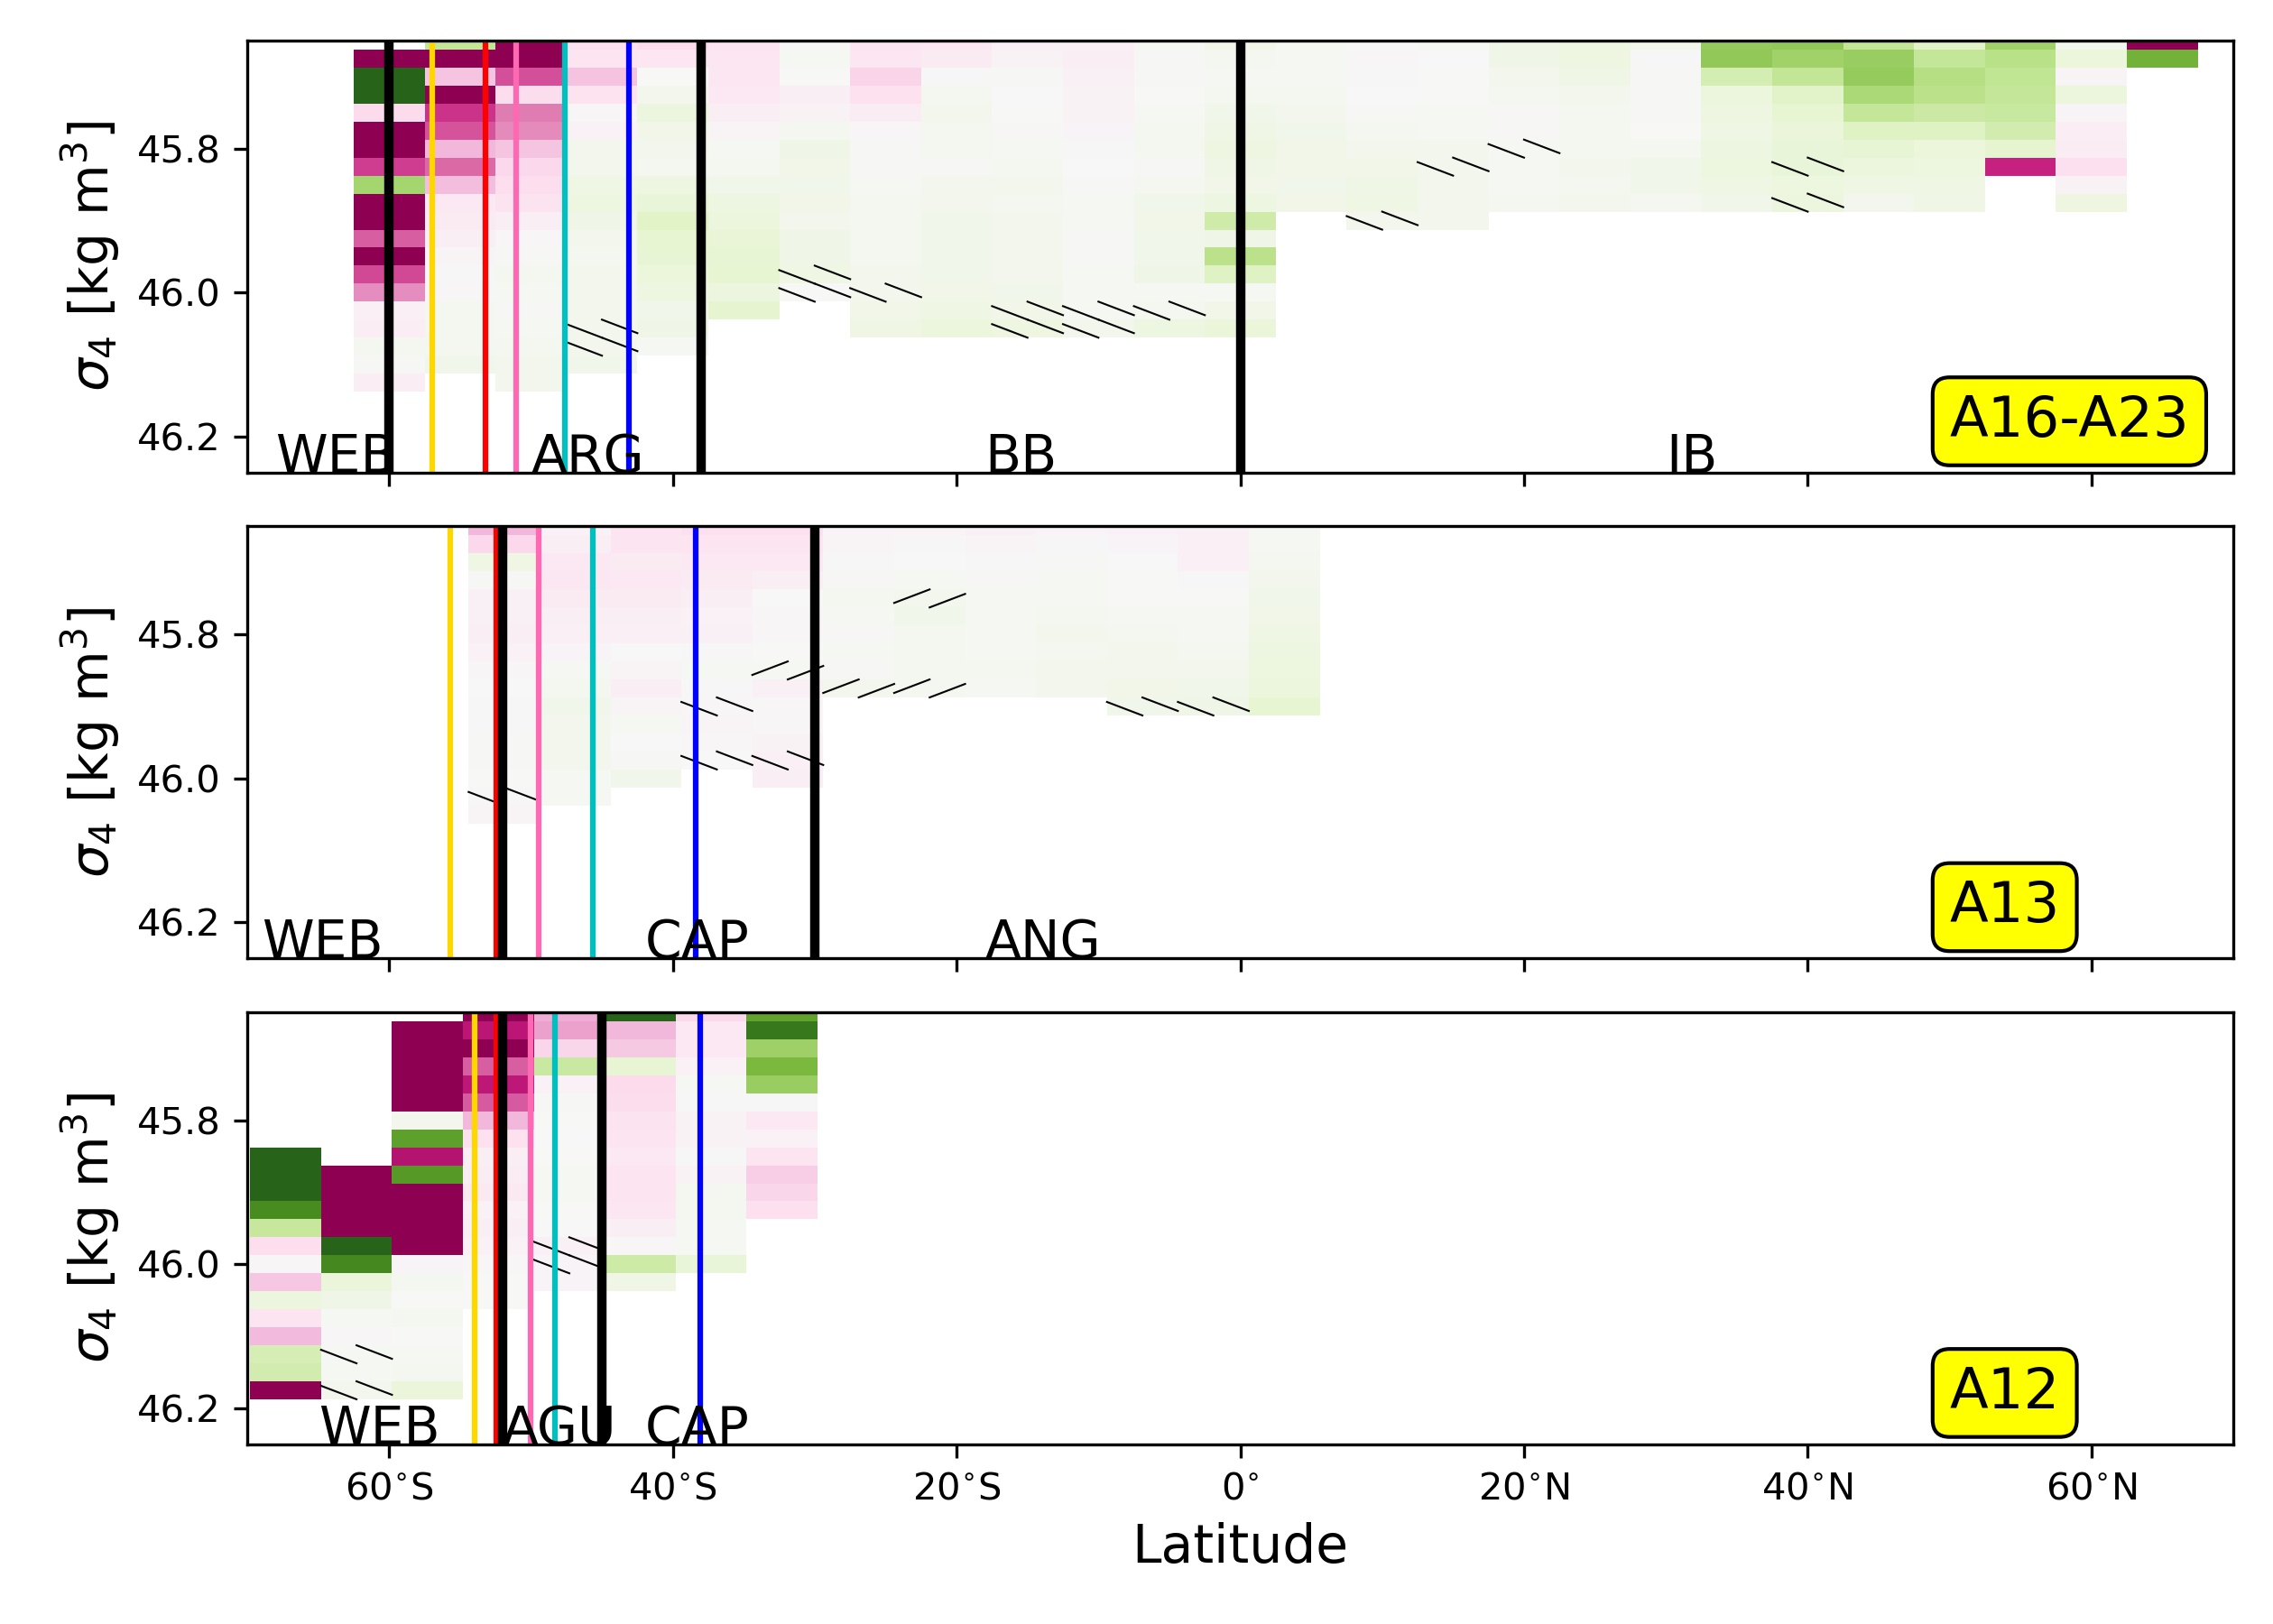 σ₄ [kg m³]
45.8
46.0
46.2
WEB ARG BB IB
A16-A23
σ₄ [kg m³]
45.8
46.0
46.2
WEB CAP ANG
A13
σ₄ [kg m³]
45.8
46.0
46.2
WEB AGU CAP
A12
60°S 40°S 20°S 0° 20°N 40°N 60°N
Latitude